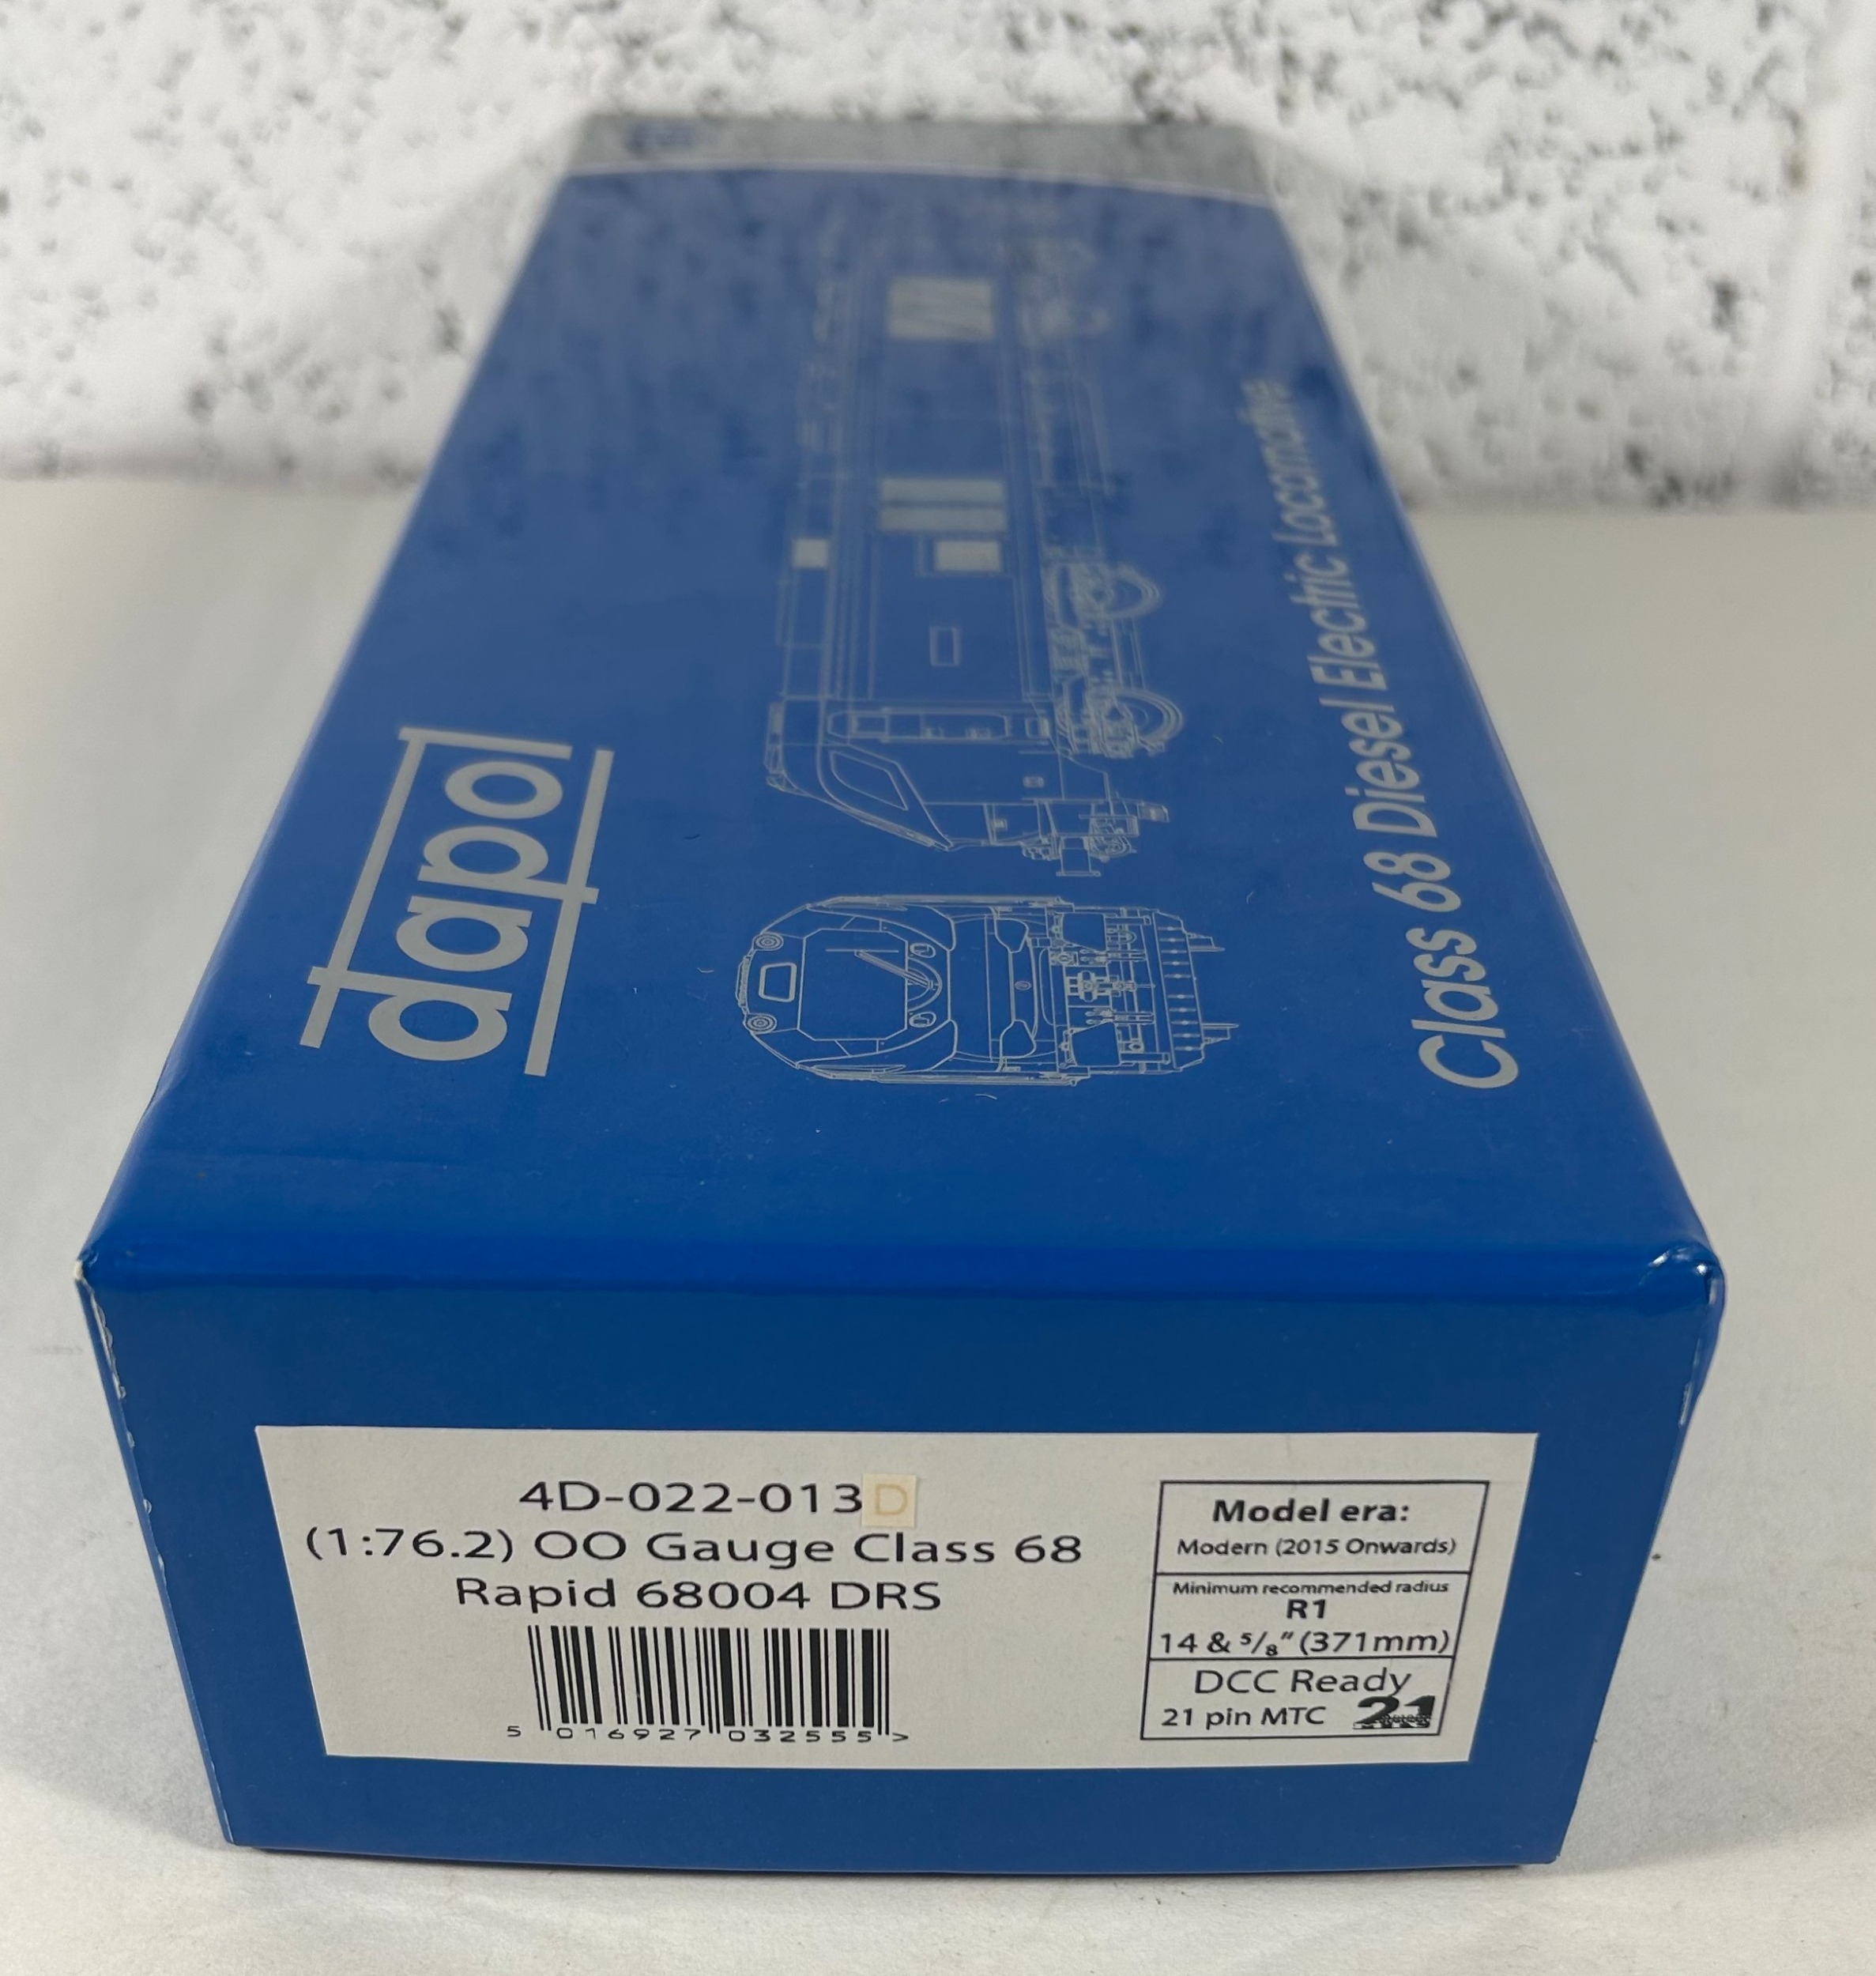 dapol
Class 68 Diesel Electric Locomotive
4D-022-013D
(1:76.2) OO Gauge Class 68
Rapid 68004 DRS
5 016927 032555 >
Model era:
Modern (2015 Onwards)
Minimum recommended radius
R1
14 & 5/8" (371mm)
DCC Ready
21 pin MTC 21